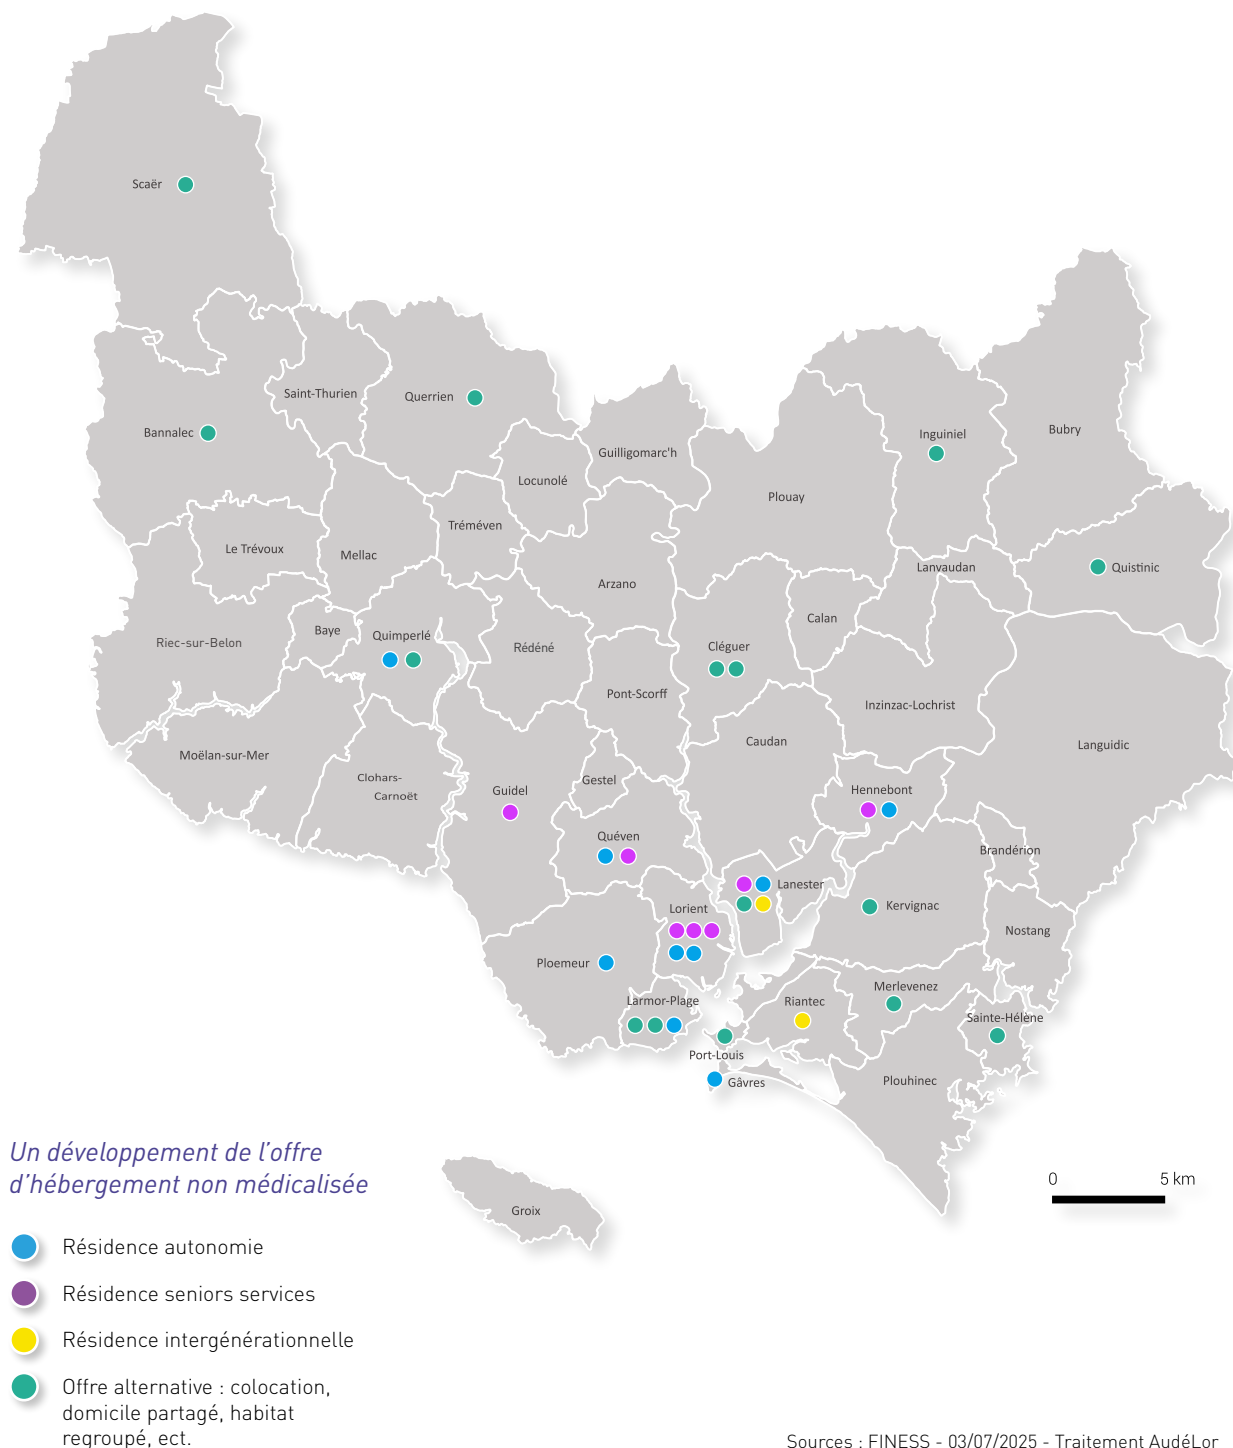 Scaër
Saint-Thurien
Querrien
Bannalec
Guilligomarc'h
Inguiniel
Bubry
Locunolé
Plouay
Tréméven
Le Trévoux
Mellac
Lanvaudan
Quistinic
Arzano
Calan
Baye
Quimperlé
Riec-sur-Belon
Rédéné
Cléguer
Pont-Scorff
Inzinzac-Lochrist
Caudan
Languidic
Moëlan-sur-Mer
Clohars-
Carnoët
Gestel
Guidel
Hennebont
Quéven
Brandérion
Lanester
Kervignac
Lorient
Nostang
Ploemeur
Merlevenez
Larmor-Plage
Riantec
Sainte-Hélène
Port-Louis
Gâvres
Plouhinec
Groix
Un développement de l’offre
d’hébergement non médicalisée
0 5 km
Résidence autonomie
Résidence seniors services
Résidence intergénérationnelle
Offre alternative : colocation,
domicile partagé, habitat
regroupé, ect.
Sources : FINESS - 03/07/2025 - Traitement AudéLor